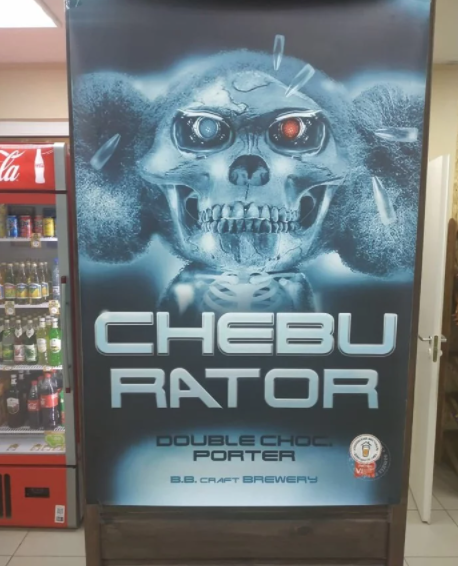 CHEBU
RATOR
DOUBLE CHOC.
PORTER
B.B. CRAFT BREWERY